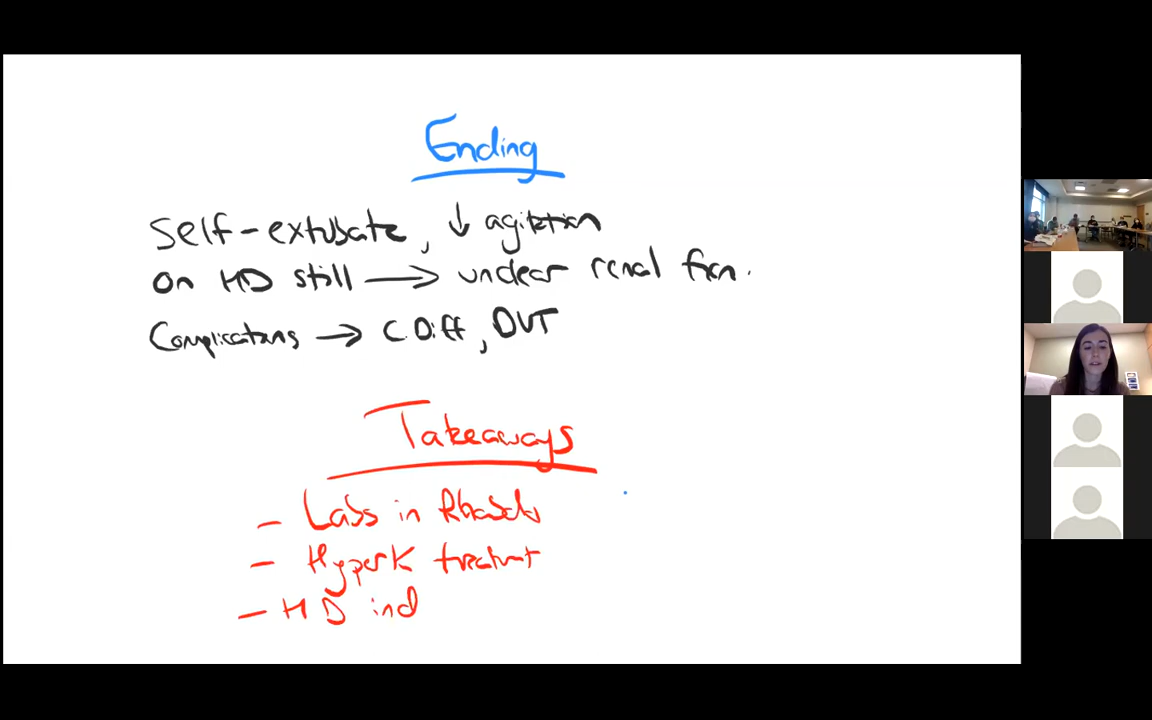 Ending
Self-extubate, ↓ agitation
On HD still → unclear renal fxn.
Complications → C. Diff, DVT
Takeaways
- Labs in Rhabdo
- HyperK treatment
- HD ind